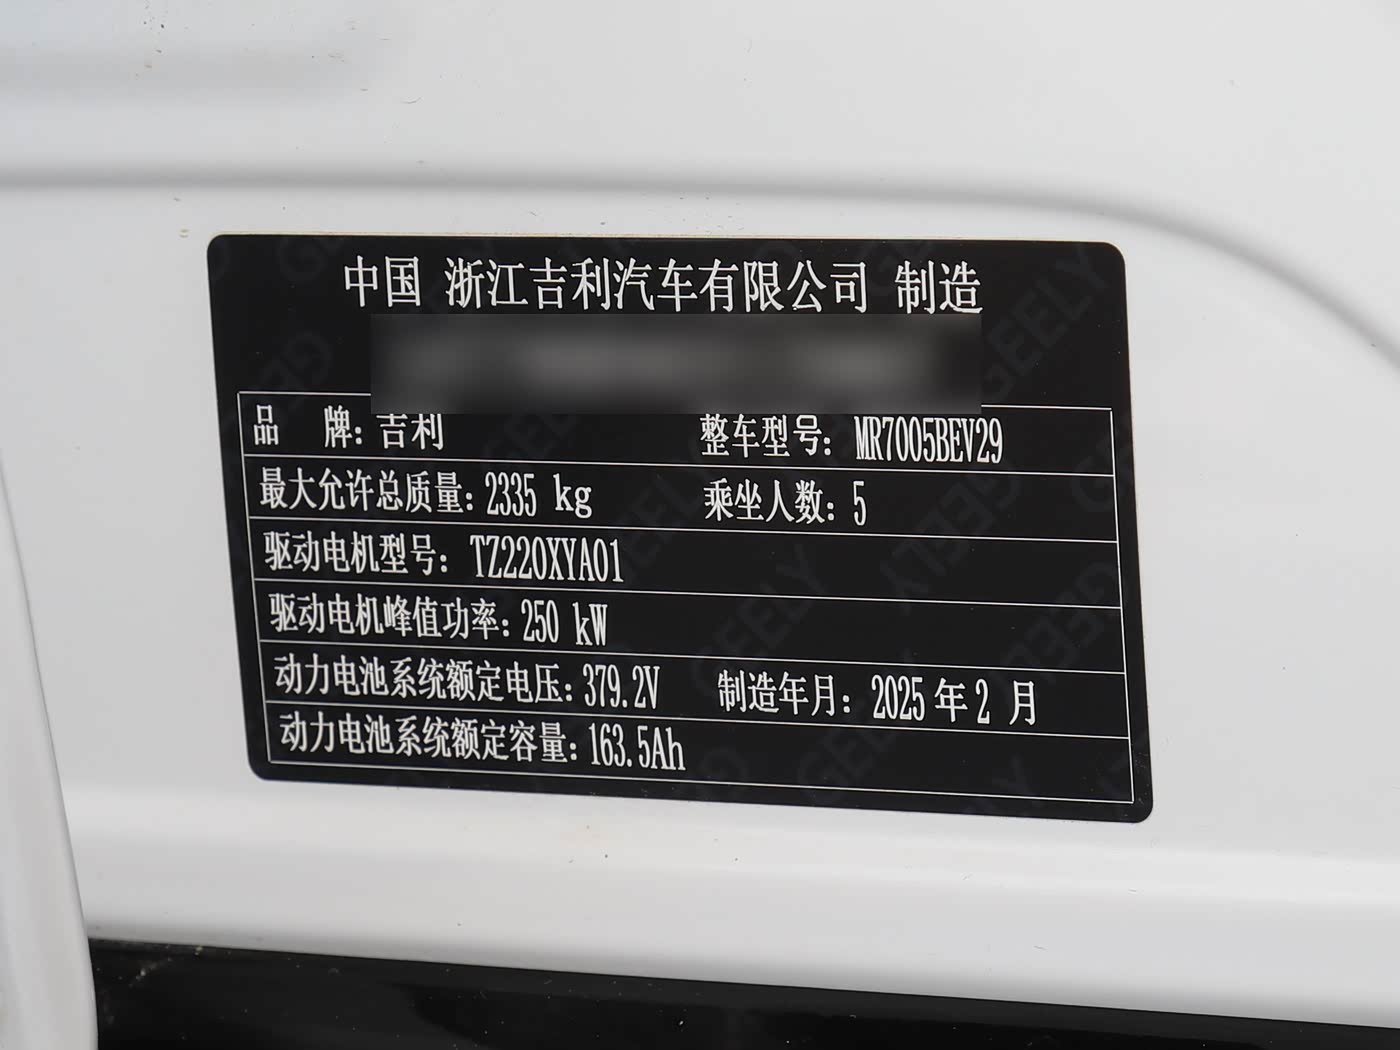 中国 浙江吉利汽车有限公司 制造
品 牌: 吉利 整车型号: MR7005BEV29
最大允许总质量: 2335 kg 乘坐人数: 5
驱动电机型号: TZ220XYA01
驱动电机峰值功率: 250 kW
动力电池系统额定电压: 379.2V 制造年月: 2025 年 2 月
动力电池系统额定容量: 163.5Ah